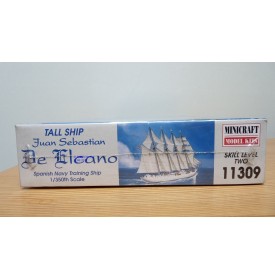 TALL SHIP
Juan Sebastian
De Elcano
Spanish Navy Training Ship
1/350th Scale
MINICRAFT
MODEL KITS
SKILL LEVEL
TWO
11309